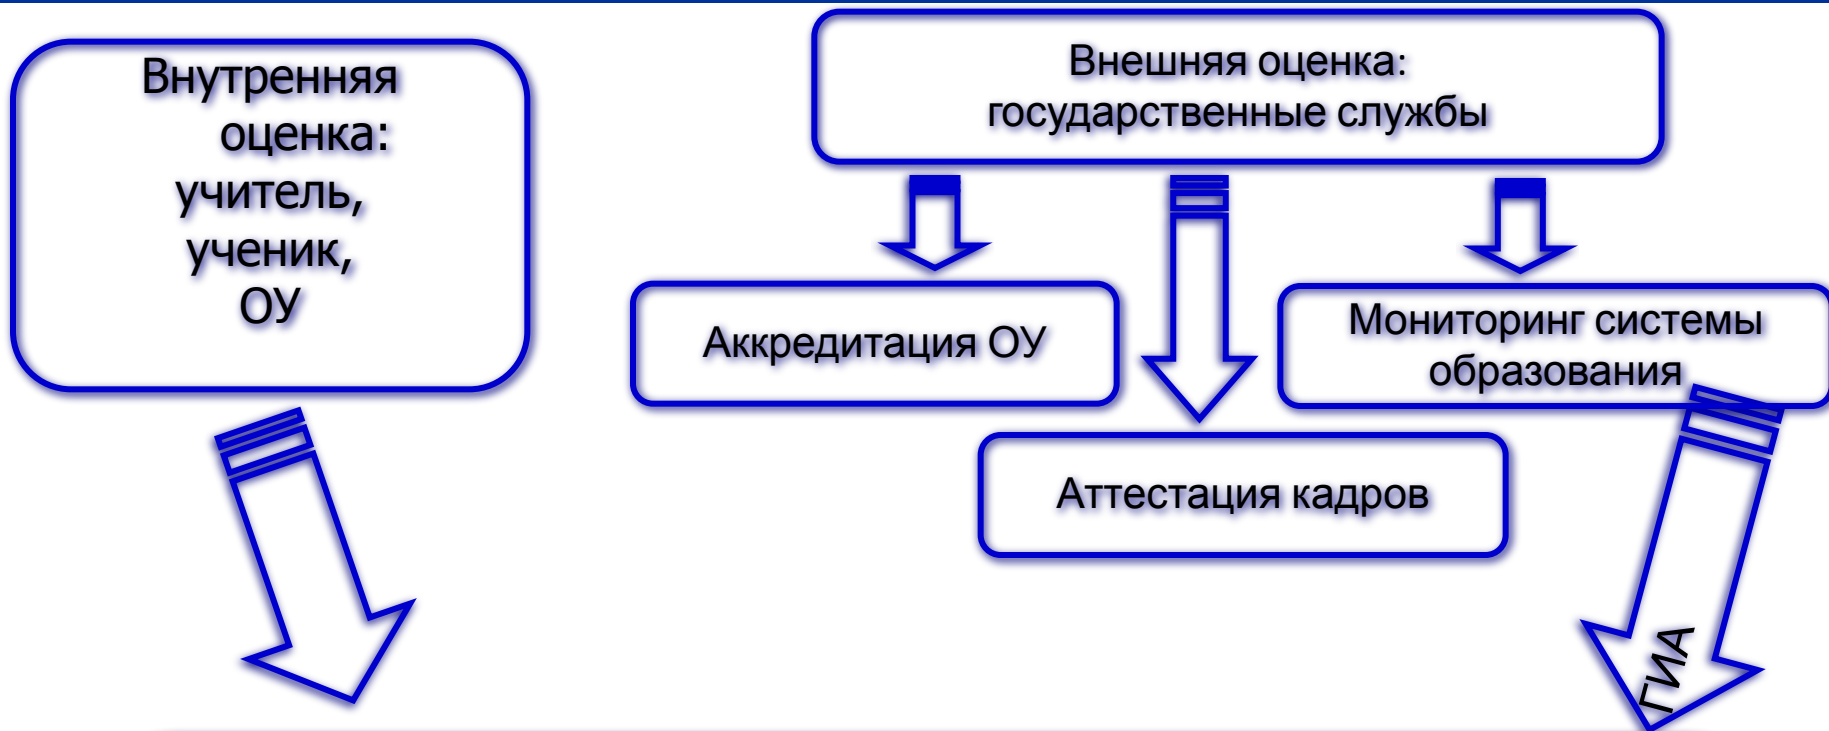 Внутренняя
оценка:
учитель,
ученик,
ОУ
Внешняя оценка:
государственные службы
Аккредитация ОУ
Мониторинг системы
образования
Аттестация кадров
ГИА